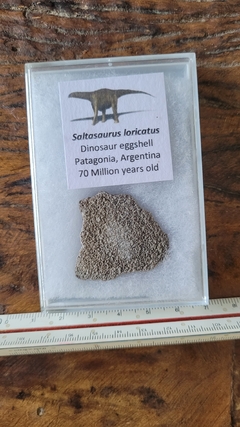 Saltasaurus loricatus
Dinosaur eggshell
Patagonia, Argentina
70 Million years old